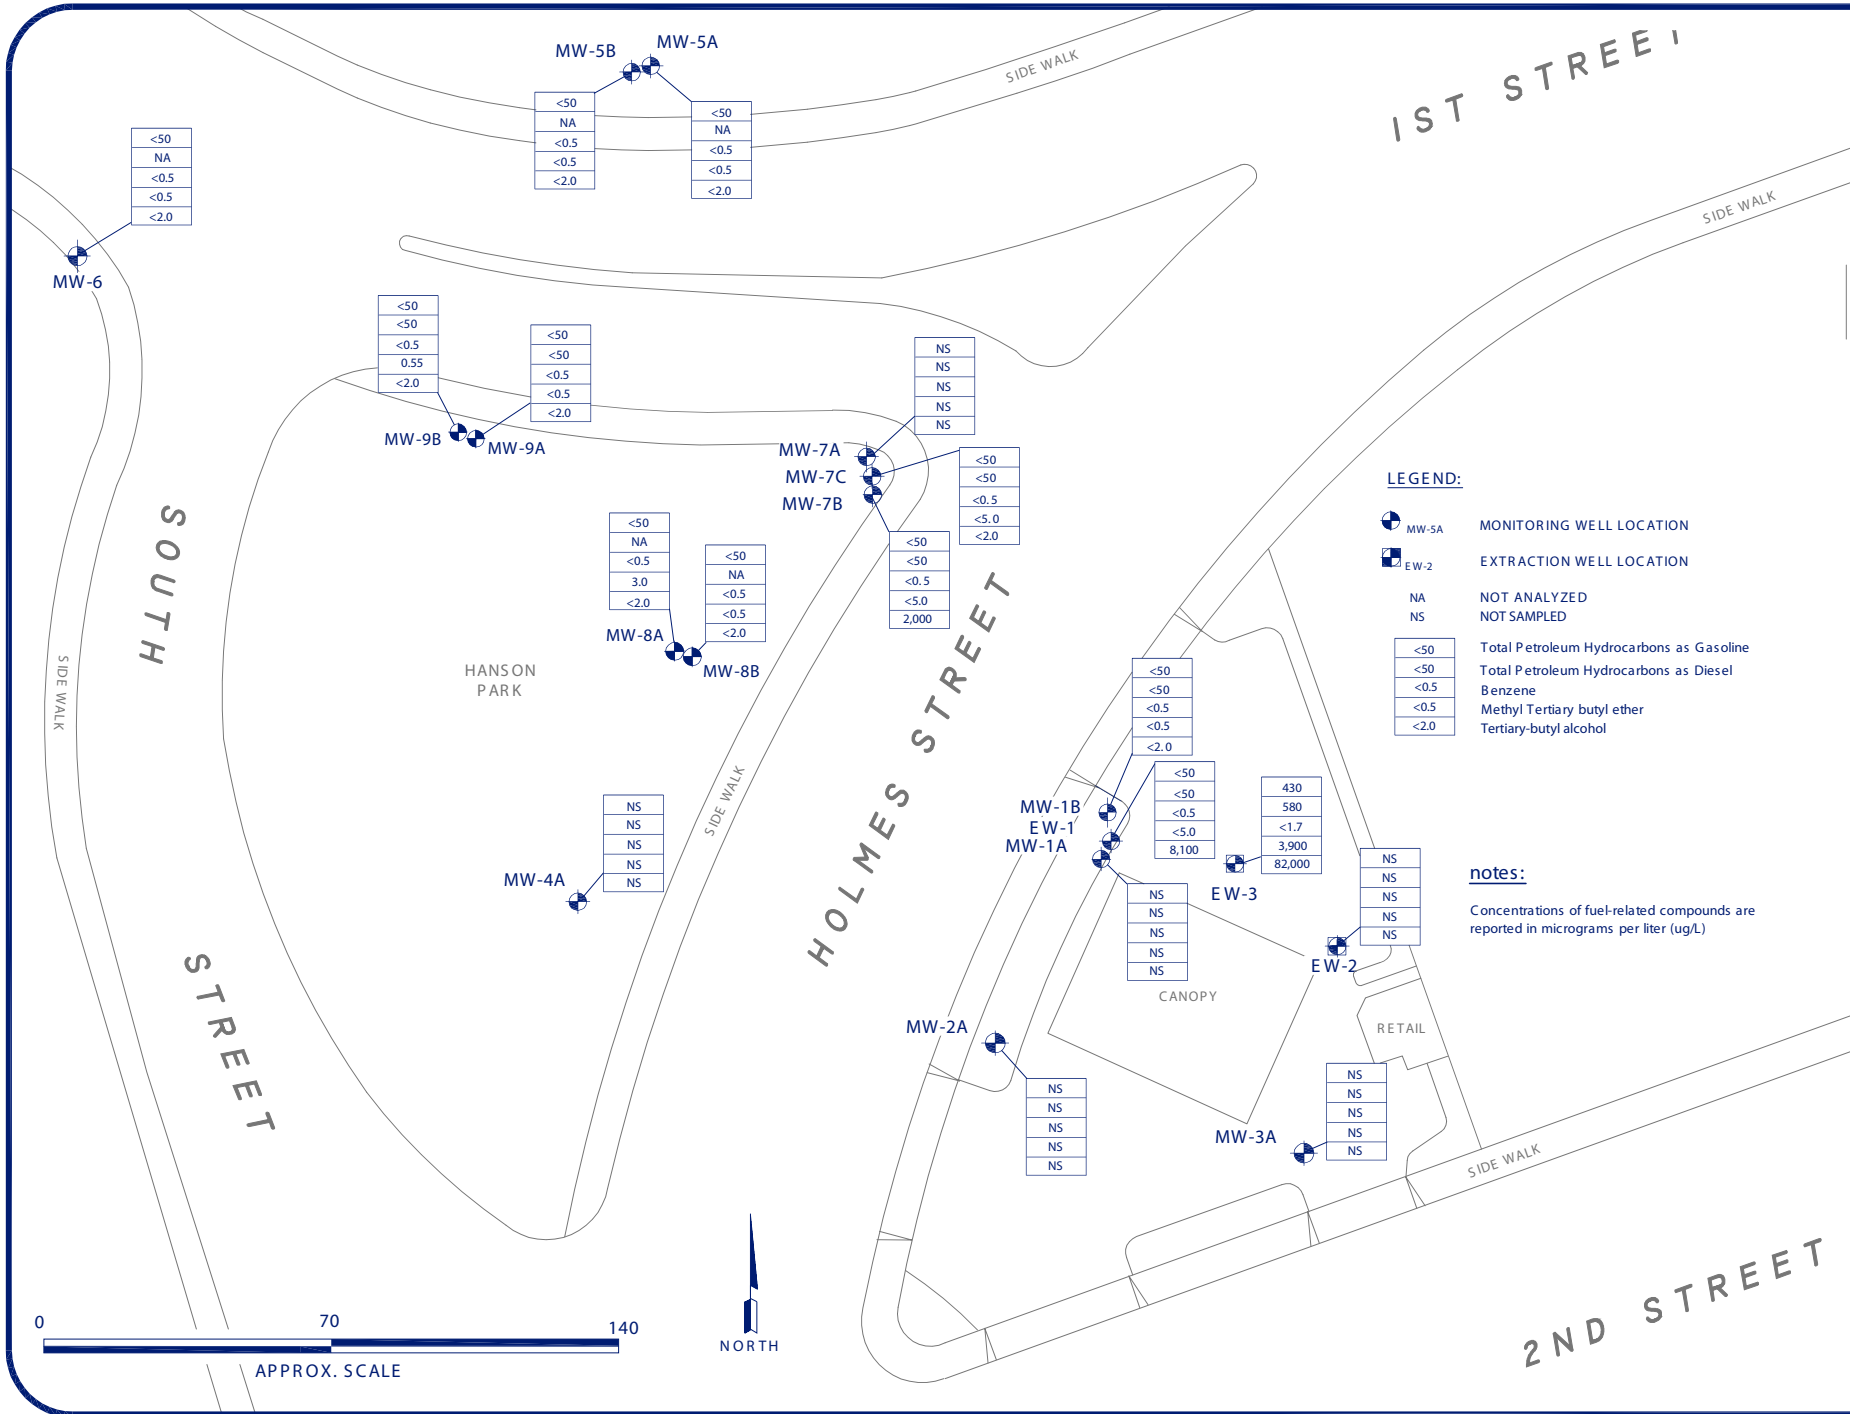 MW-5B
MW-5A
<50
NA
<0.5
<0.5
<2.0
<50
NA
<0.5
<0.5
<2.0
SIDE WALK
1ST STREET
<50
NA
<0.5
<0.5
<2.0
MW-6
SIDE WALK
<50
<50
<0.5
0.55
<2.0
MW-9B
<50
<50
<0.5
<0.5
<2.0
MW-9A
NS
NS
NS
NS
NS
MW-7A
MW-7C
MW-7B
<50
<50
<0.5
<5.0
<2.0
<50
<50
<0.5
<5.0
2,000
<50
NA
<0.5
3.0
<2.0
MW-8A
<50
NA
<0.5
<0.5
<2.0
MW-8B
HANSON
PARK
SOUTH
STREET
SIDE WALK
HOLMES STREET
SIDE WALK
LEGEND:
MW-5A MONITORING WELL LOCATION
EW-2 EXTRACTION WELL LOCATION
NA NOT ANALYZED
NS NOT SAMPLED
<50 Total Petroleum Hydrocarbons as Gasoline
<50 Total Petroleum Hydrocarbons as Diesel
<0.5 Benzene
<0.5 Methyl Tertiary butyl ether
<2.0 Tertiary-butyl alcohol
<50
<50
<0.5
<0.5
<2.0
MW-1B
EW-1
MW-1A
<50
<50
<0.5
<5.0
8,100
430
580
<1.7
3,900
82,000
EW-3
NS
NS
NS
NS
NS
NS
NS
NS
NS
NS
EW-2
notes:
Concentrations of fuel-related compounds are
reported in micrograms per liter (ug/L)
NS
NS
NS
NS
NS
MW-4A
CANOPY
RETAIL
MW-2A
NS
NS
NS
NS
NS
MW-3A
NS
NS
NS
NS
NS
SIDE WALK
2ND STREET
0 70 140
APPROX. SCALE
NORTH